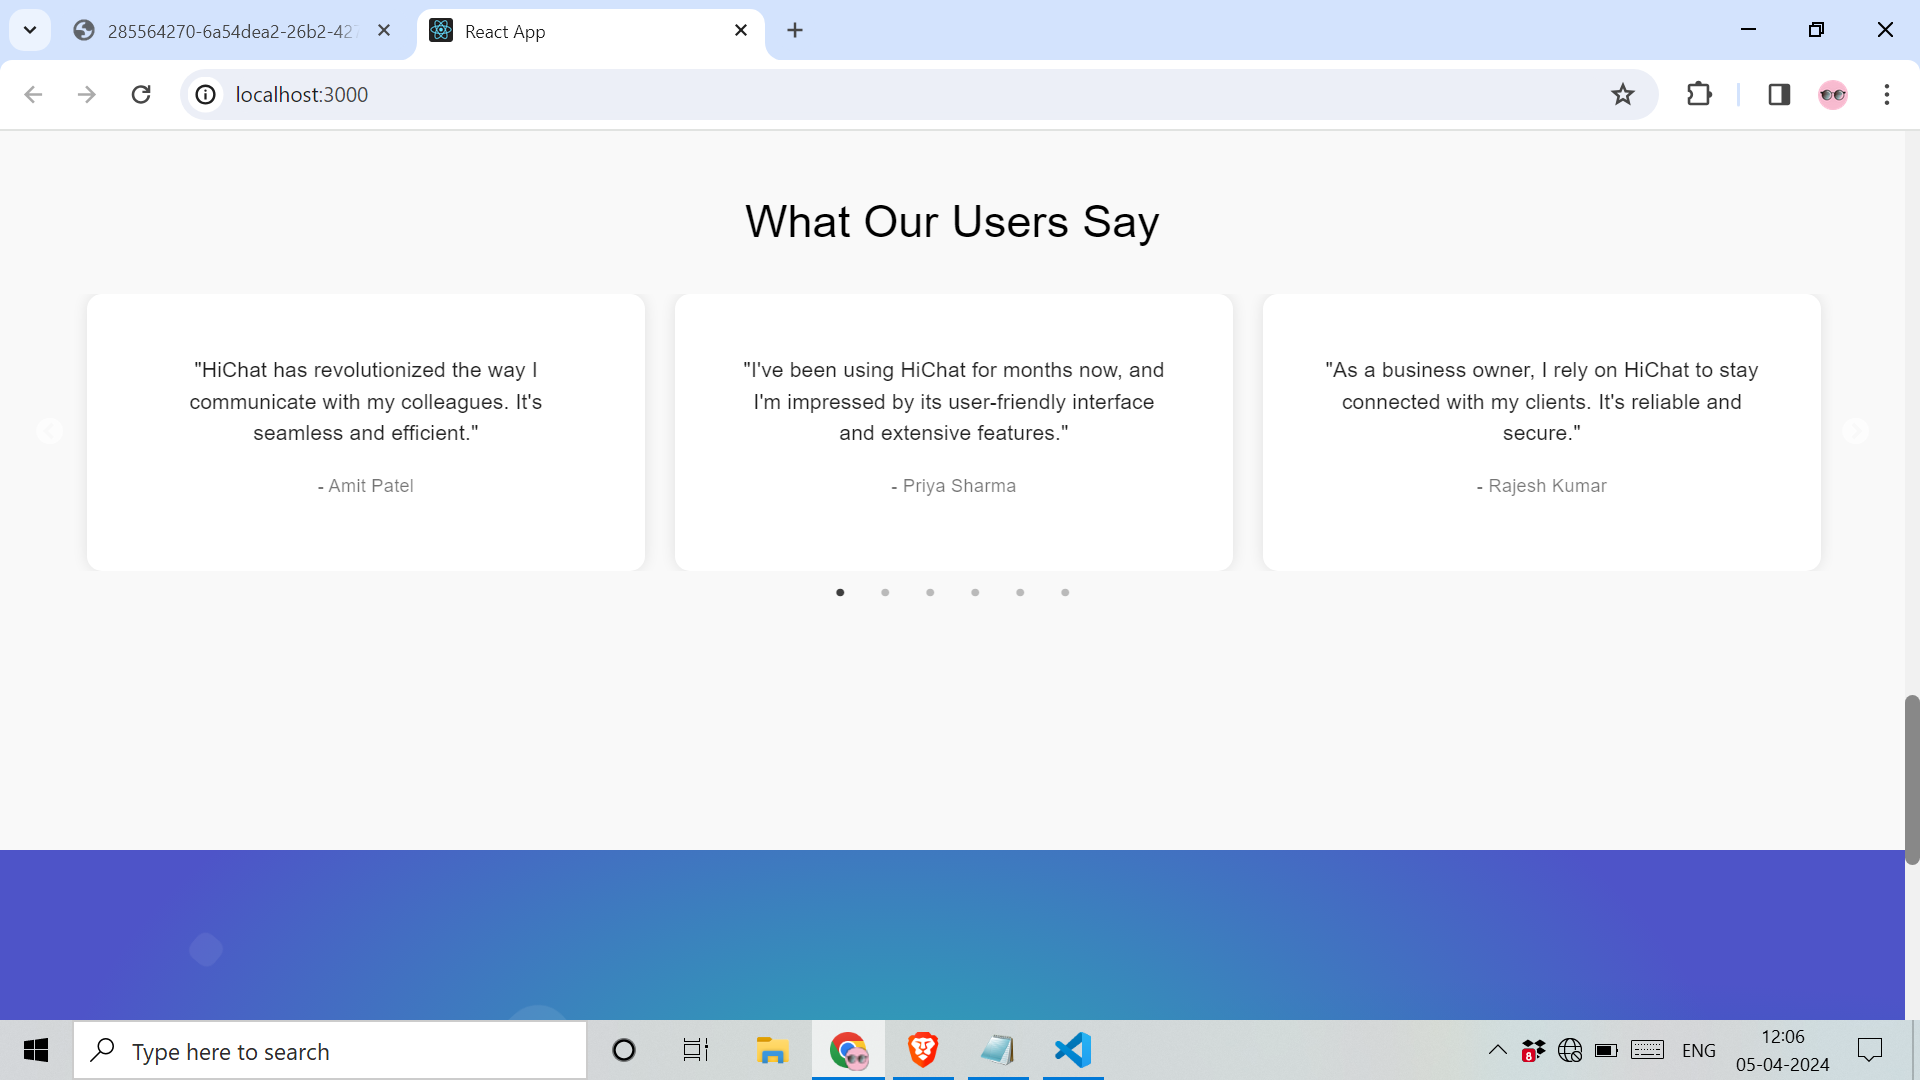 285564270-6a54dea2-26b2-427
React App
localhost:3000
What Our Users Say
"HiChat has revolutionized the way I
communicate with my colleagues. It's
seamless and efficient."
- Amit Patel
"I've been using HiChat for months now, and
I'm impressed by its user-friendly interface
and extensive features."
- Priya Sharma
"As a business owner, I rely on HiChat to stay
connected with my clients. It's reliable and
secure."
- Rajesh Kumar
Type here to search
8
ENG
12:06
05-04-2024